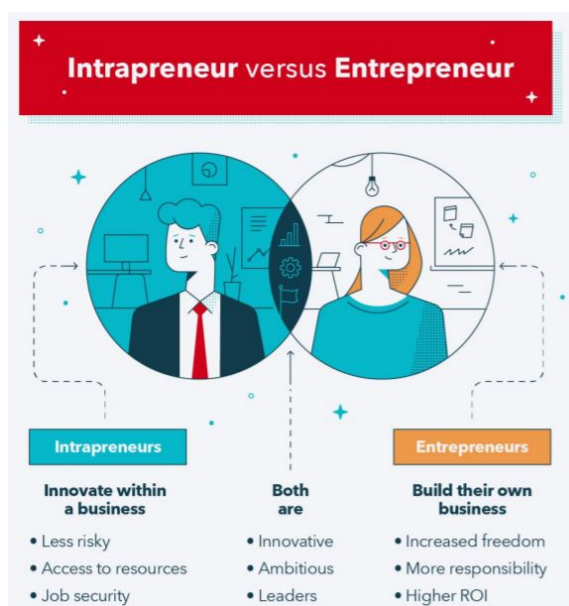 Intrapreneur versus Entrepreneur
Intrapreneurs
Innovate within
a business
• Less risky
• Access to resources
• Job security
Both
are
• Innovative
• Ambitious
• Leaders
Entrepreneurs
Build their own
business
• Increased freedom
• More responsibility
• Higher ROI